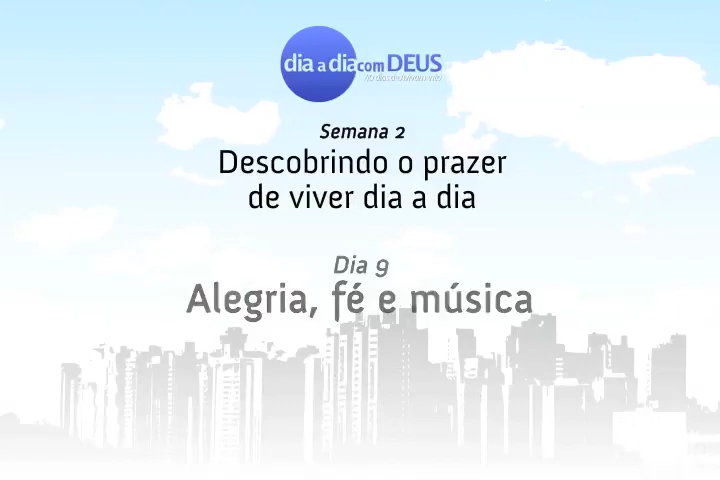 dia a dia com DEUS
Semana 2
Descobrindo o prazer
de viver dia a dia
Dia 9
Alegria, fé e música